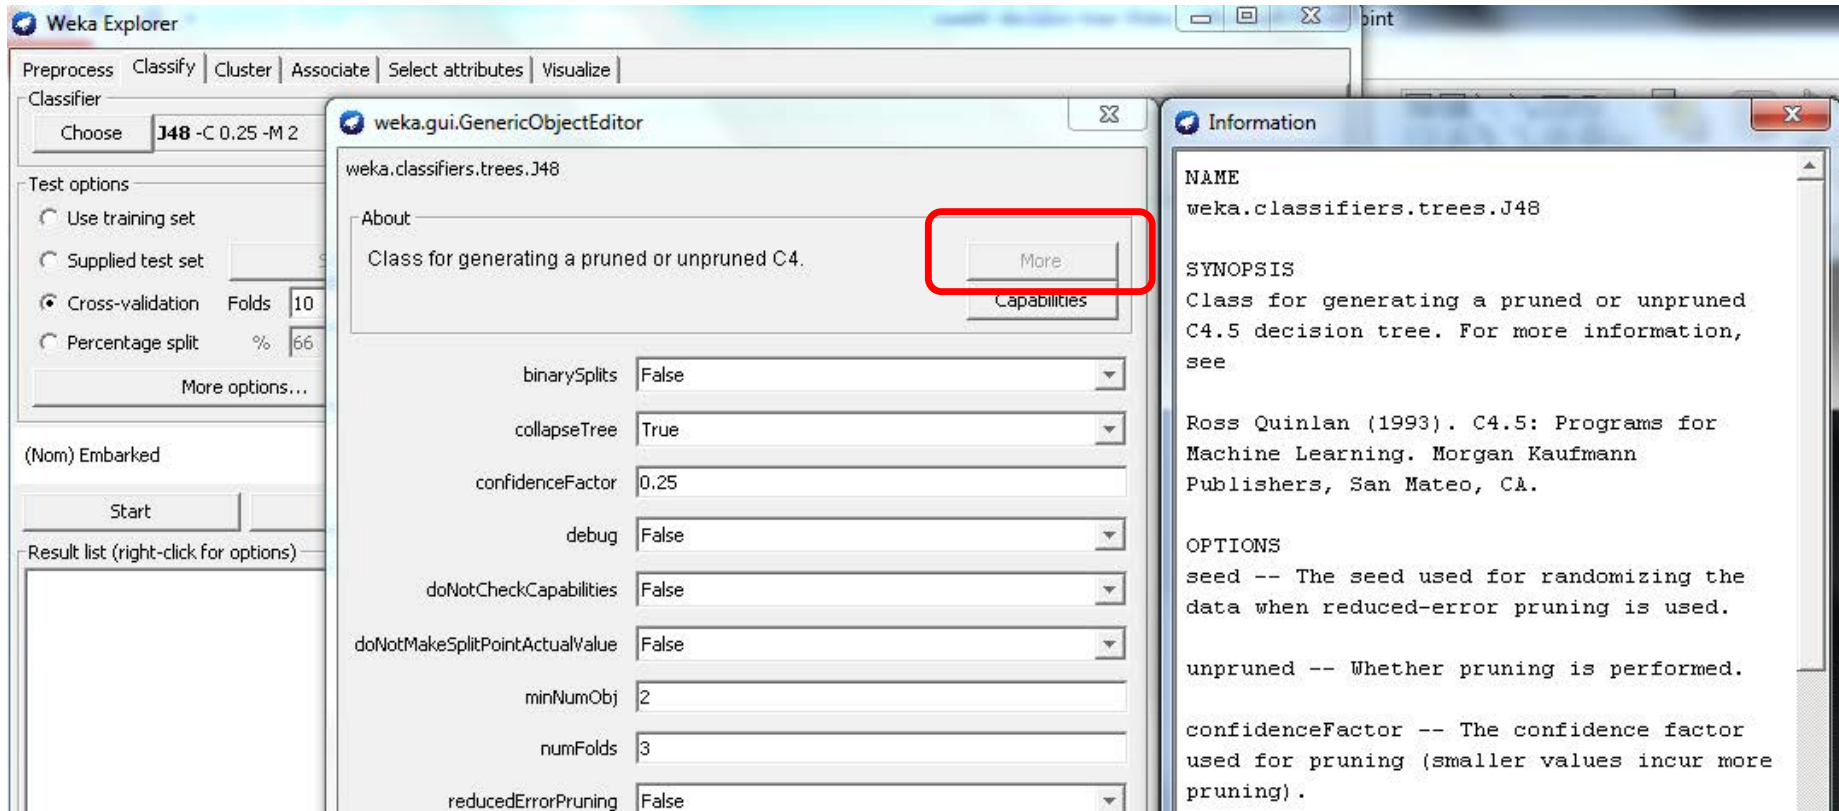 Weka Explorer
Preprocess Classify Cluster Associate Select attributes Visualize
Classifier
Choose J48 -C 0.25 -M 2
Test options
Use training set
Supplied test set
Cross-validation Folds 10
Percentage split % 66
More options...
(Nom) Embarked
Start
Result list (right-click for options)
weka.gui.GenericObjectEditor
weka.classifiers.trees.J48
About
Class for generating a pruned or unpruned C4.
More
Capabilities
binarySplits False
collapseTree True
confidenceFactor 0.25
debug False
doNotCheckCapabilities False
doNotMakeSplitPointActualValue False
minNumObj 2
numFolds 3
reducedErrorPruning False
Information
NAME
weka.classifiers.trees.J48
SYNOPSIS
Class for generating a pruned or unpruned
C4.5 decision tree. For more information,
see
Ross Quinlan (1993). C4.5: Programs for
Machine Learning. Morgan Kaufmann
Publishers, San Mateo, CA.
OPTIONS
seed -- The seed used for randomizing the
data when reduced-error pruning is used.
unpruned -- Whether pruning is performed.
confidenceFactor -- The confidence factor
used for pruning (smaller values incur more
pruning).